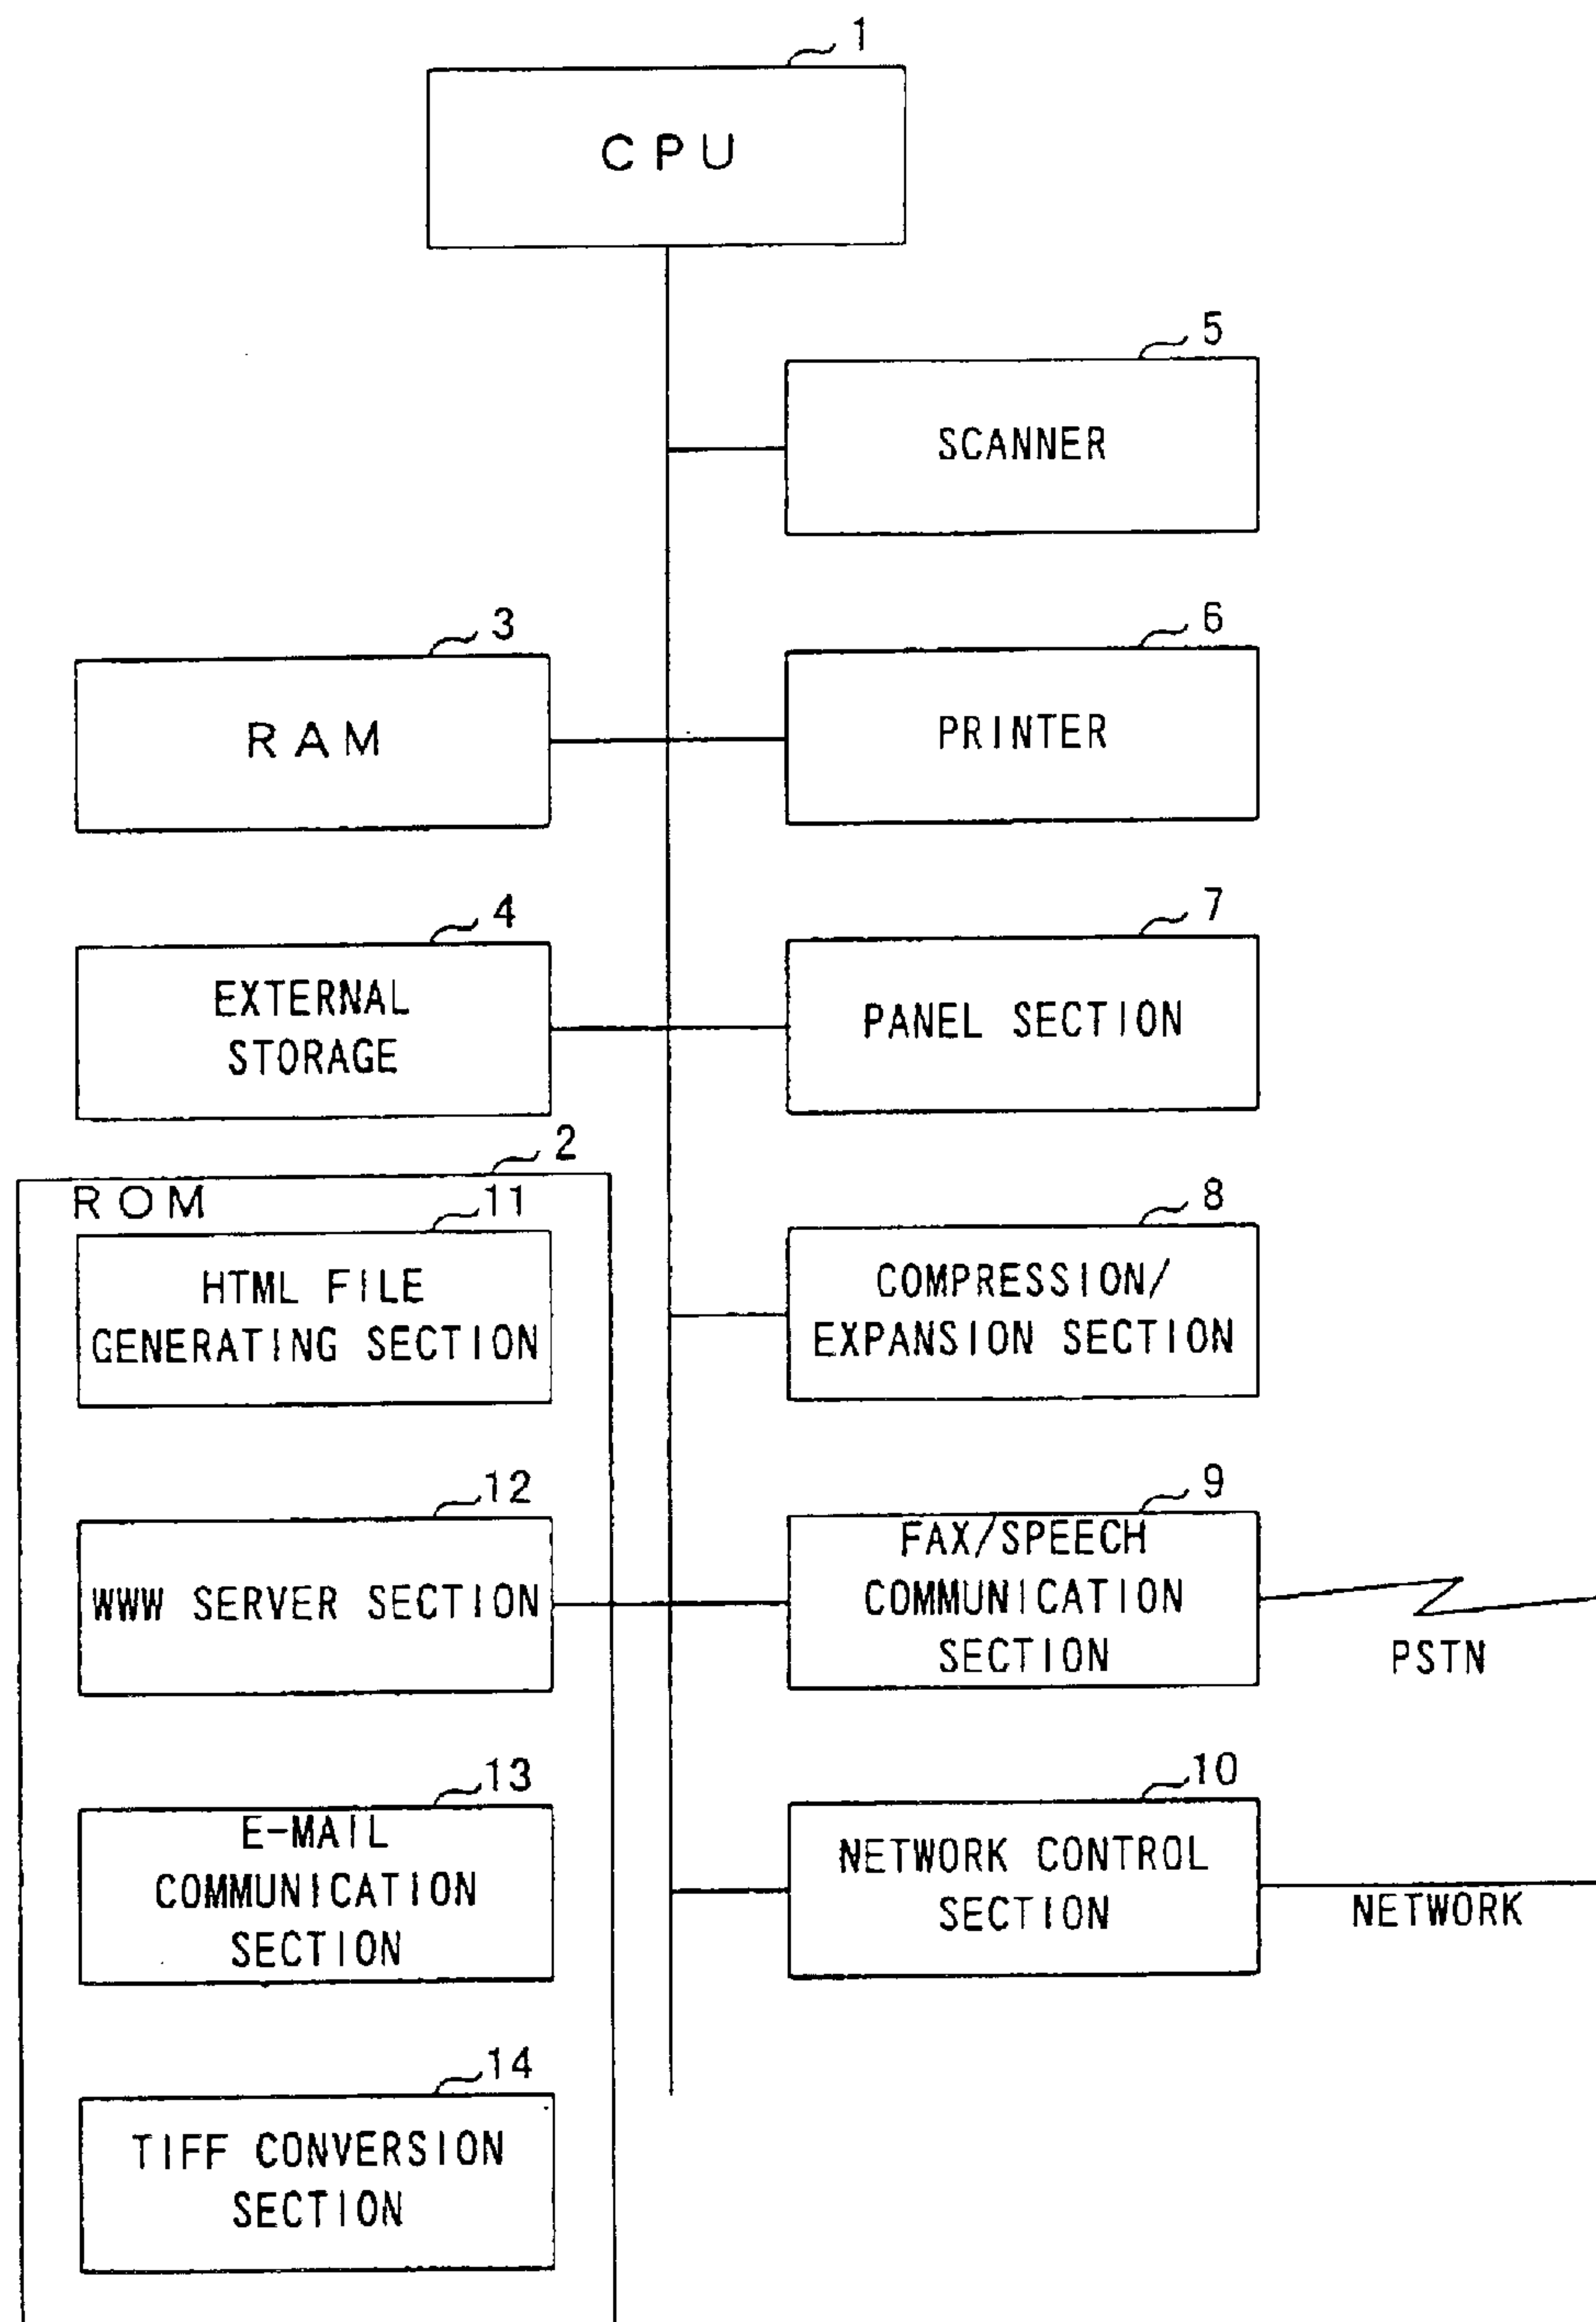 1
CPU
5
SCANNER
3
RAM
6
PRINTER
4
EXTERNAL
STORAGE
7
PANEL SECTION
2
ROM
11
HTML FILE
GENERATING SECTION
8
COMPRESSION/
EXPANSION SECTION
12
WWW SERVER SECTION
9
FAX/SPEECH
COMMUNICATION
SECTION
PSTN
13
E-MAIL
COMMUNICATION
SECTION
10
NETWORK CONTROL
SECTION
NETWORK
14
TIFF CONVERSION
SECTION